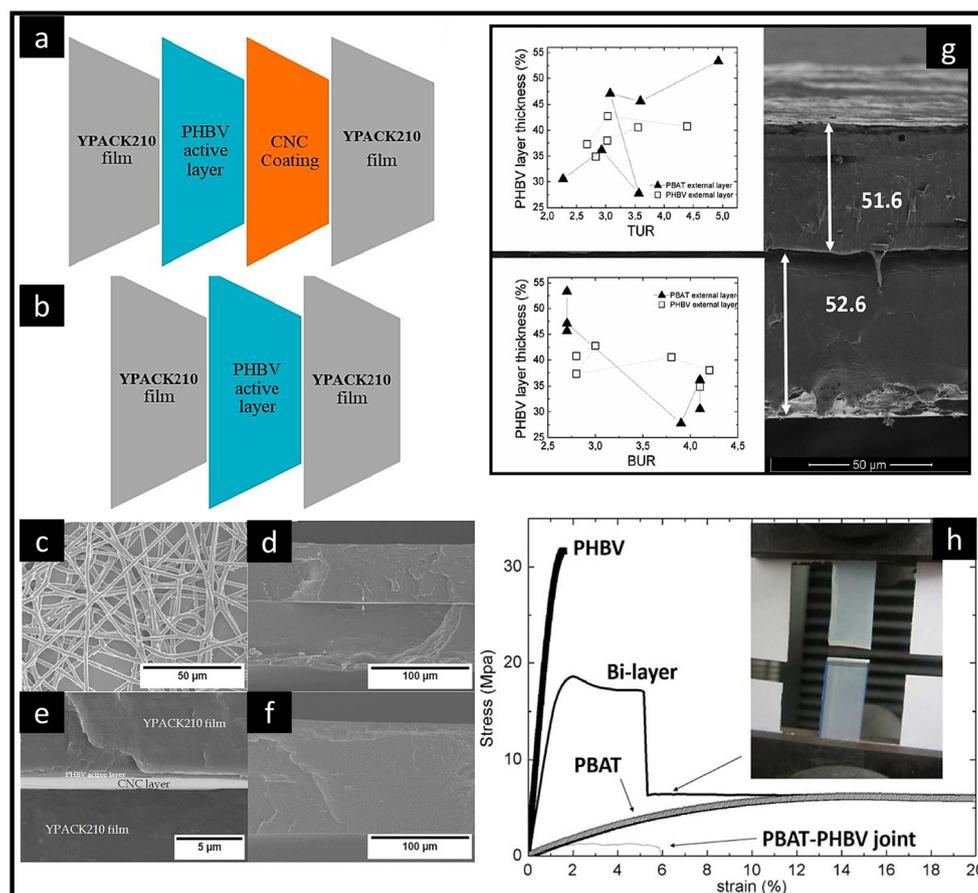 a
YPACK210
film
PHBV
active
layer
CNC
Coating
YPACK210
film
b
YPACK210
film
PHBV
active
layer
YPACK210
film
c
50 µm
d
100 µm
e
YPACK210 film
PHBV active layer
CNC layer
YPACK210 film
5 µm
f
100 µm
g
PHBV layer thickness (%)
55
50
45
40
35
30
25
PBAT external layer
PHBV external layer
2,0 2,5 3,0 3,5 4,0 4,5 5,0
TUR
PHBV layer thickness (%)
55
50
45
40
35
30
25
PBAT external layer
PHBV external layer
2,5 3,0 3,5 4,0 4,5
BUR
51.6
52.6
50 µm
h
Stress (Mpa)
30
20
10
0
PHBV
Bi-layer
PBAT
PBAT-PHBV joint
0 2 4 6 8 10 12 14 16 18 20
strain (%)